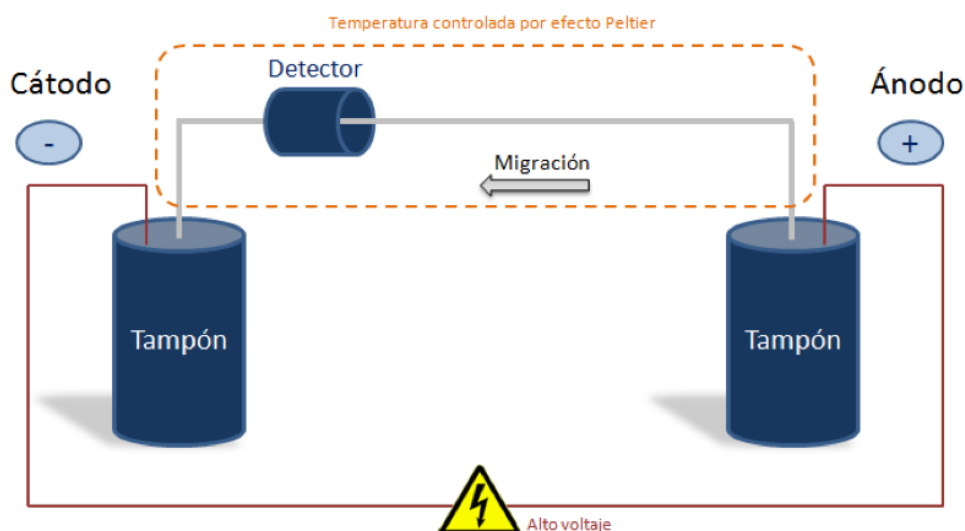 Temperatura controlada por efecto Peltier
Cátodo
Detector
Ánodo
-
+
Migración
Tampón
Tampón
Alto voltaje